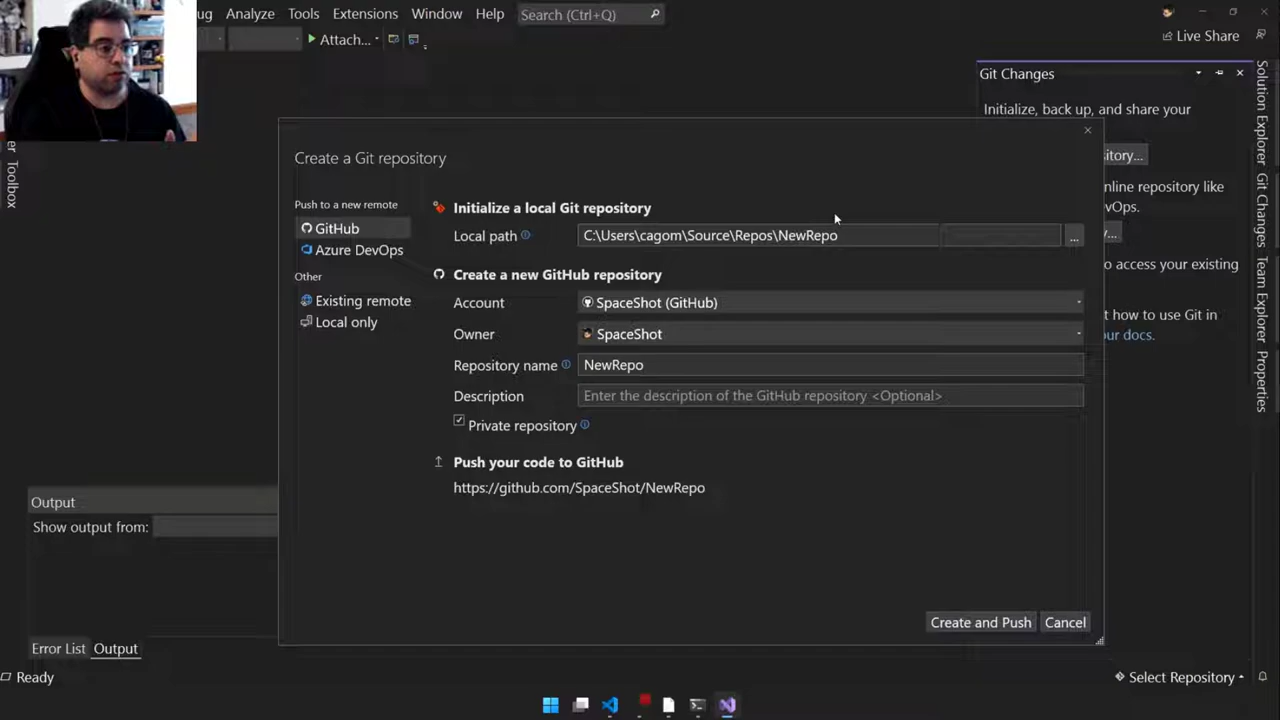 ug Analyze Tools Extensions Window Help Search (Ctrl+Q)
Attach...
Live Share
Git Changes
Initialize, back up, and share your
Create a Git repository
itory...
Push to a new remote
GitHub
Azure DevOps
Other
Existing remote
Local only
Initialize a local Git repository
Local path C:\Users\cagom\Source\Repos\NewRepo ...
Create a new GitHub repository
Account SpaceShot (GitHub)
Owner SpaceShot
Repository name NewRepo
Description Enter the description of the GitHub repository <Optional>
Private repository
Push your code to GitHub
https://github.com/SpaceShot/NewRepo
Create and Push Cancel
nline repository like
vOps.
y...
to access your existing
t how to use Git in
ur docs.
er Toolbox
Solution Explorer Git Changes Team Explorer Properties
Output
Show output from:
Error List Output
Ready
Select Repository